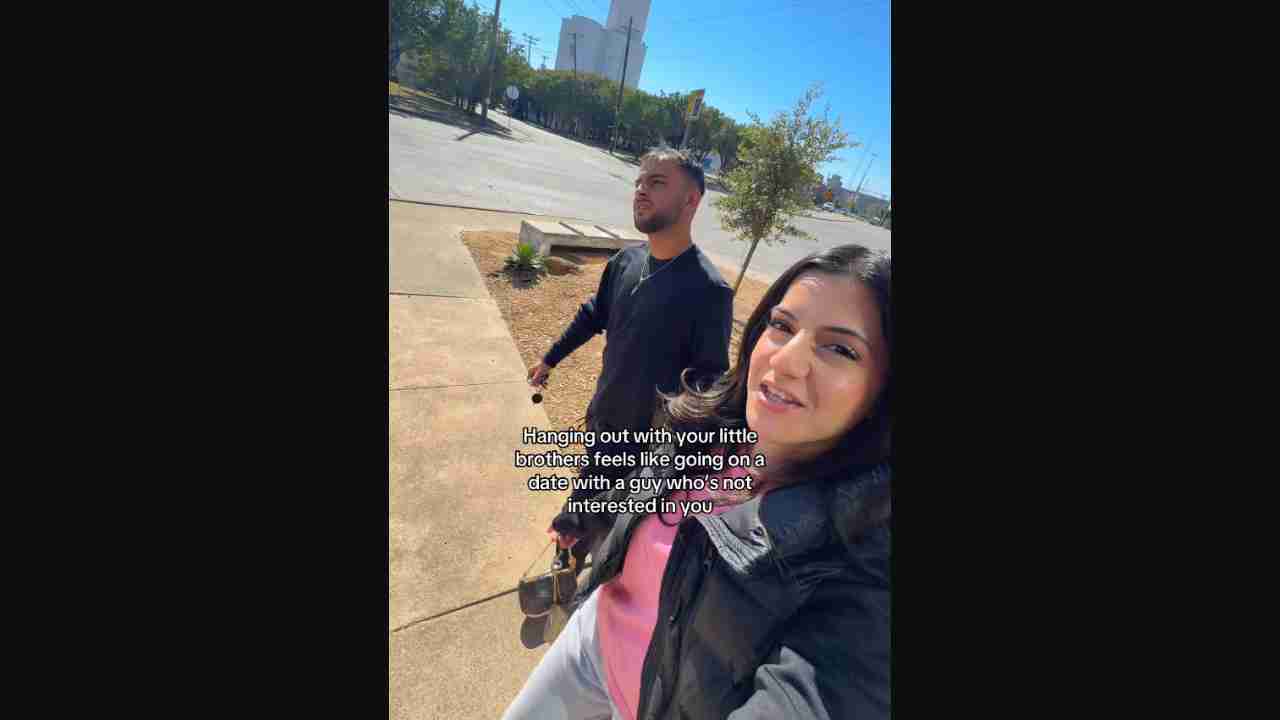 Hanging out with your little
brothers feels like going on a
date with a guy who's not
interested in you